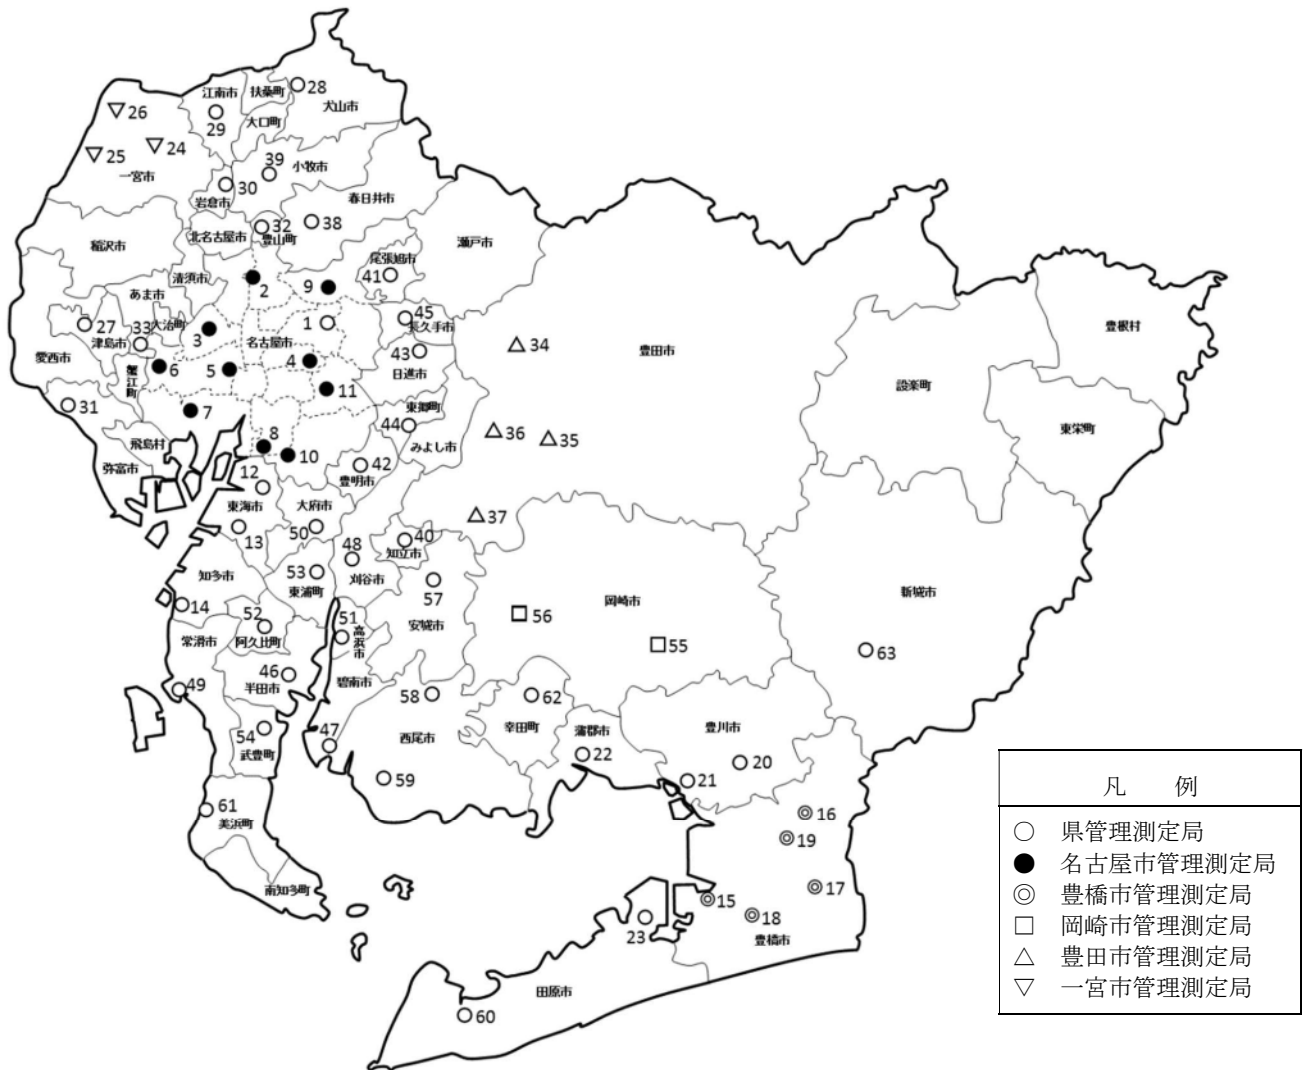 28
江南市
扶桑町
犬山市
26
29
大口町
24
25
39
小牧市
一宮市
30
岩倉市
春日井市
32
38
北名古屋市
豊山町
稲沢市
瀬戸市
尾張旭市
清須市
2
9
41
あま市
45
27
33
大治町
3
1
長久手市
豊根村
津島市
名古屋市
34
豊田市
愛西市
4
43
蟹江町
6
5
日進市
設楽町
11
31
7
東郷町
東栄町
44
36
35
飛島村
8
みよし市
弥富市
10
42
12
豊明市
東海市
大府市
37
13
50
48
40
知立市
知多市
53
刈谷市
東浦町
57
新城市
14
52
51
岡崎市
56
常滑市
阿久比町
高浜市
安城市
55
63
46
半田市
碧南市
49
58
62
54
47
西尾市
幸田町
蒲郡市
豊川市
武豊町
22
20
59
21
61
16
美浜町
19
南知多町
17
15
18
23
豊橋市
田原市
60
凡 例
○ 県管理測定局
● 名古屋市管理測定局
◎ 豊橋市管理測定局
□ 岡崎市管理測定局
△ 豊田市管理測定局
▽ 一宮市管理測定局